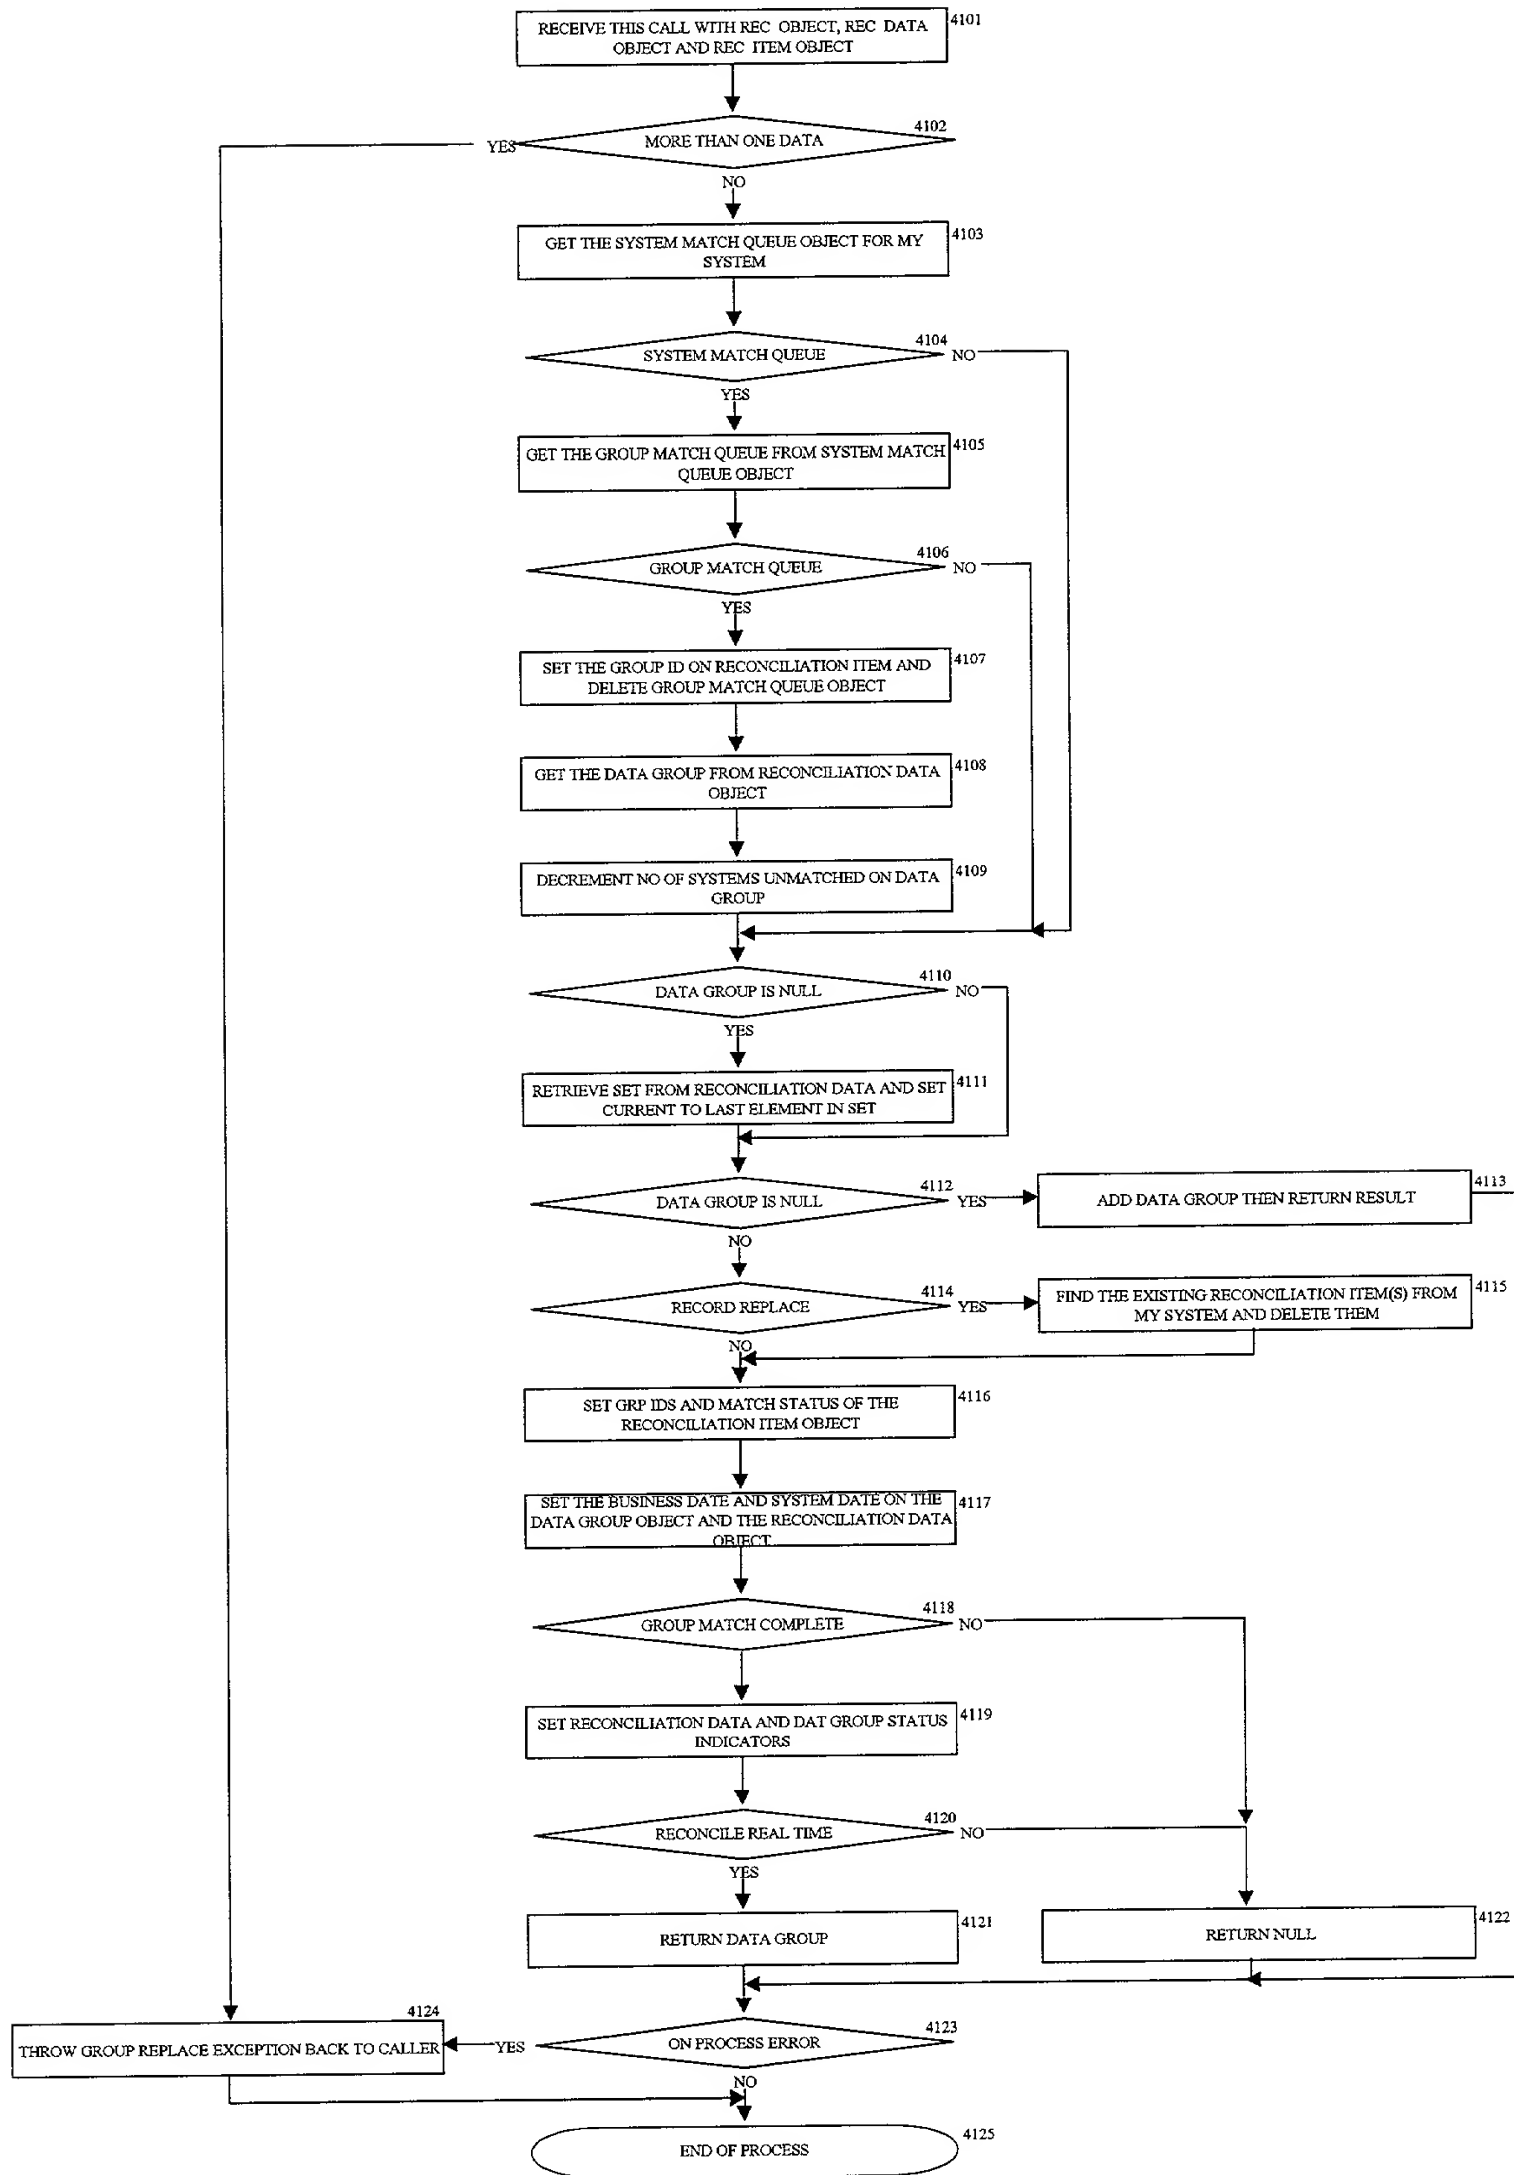 RECEIVE THIS CALL WITH REC OBJECT, REC DATA
OBJECT AND REC ITEM OBJECT
4101
MORE THAN ONE DATA
4102
YES
NO
GET THE SYSTEM MATCH QUEUE OBJECT FOR MY
SYSTEM
4103
SYSTEM MATCH QUEUE
4104
NO
YES
GET THE GROUP MATCH QUEUE FROM SYSTEM MATCH
QUEUE OBJECT
4105
GROUP MATCH QUEUE
4106
NO
YES
SET THE GROUP ID ON RECONCILIATION ITEM AND
DELETE GROUP MATCH QUEUE OBJECT
4107
GET THE DATA GROUP FROM RECONCILIATION DATA
OBJECT
4108
DECREMENT NO OF SYSTEMS UNMATCHED ON DATA
GROUP
4109
DATA GROUP IS NULL
4110
NO
YES
RETRIEVE SET FROM RECONCILIATION DATA AND SET
CURRENT TO LAST ELEMENT IN SET
4111
DATA GROUP IS NULL
4112
YES
ADD DATA GROUP THEN RETURN RESULT
4113
NO
RECORD REPLACE
4114
YES
FIND THE EXISTING RECONCILIATION ITEM(S) FROM
MY SYSTEM AND DELETE THEM
4115
NO
SET GRP IDS AND MATCH STATUS OF THE
RECONCILIATION ITEM OBJECT
4116
SET THE BUSINESS DATE AND SYSTEM DATE ON THE
DATA GROUP OBJECT AND THE RECONCILIATION DATA
OBJECT
4117
GROUP MATCH COMPLETE
4118
NO
SET RECONCILIATION DATA AND DAT GROUP STATUS
INDICATORS
4119
RECONCILE REAL TIME
4120
NO
YES
RETURN DATA GROUP
4121
RETURN NULL
4122
ON PROCESS ERROR
4123
YES
THROW GROUP REPLACE EXCEPTION BACK TO CALLER
4124
NO
END OF PROCESS
4125